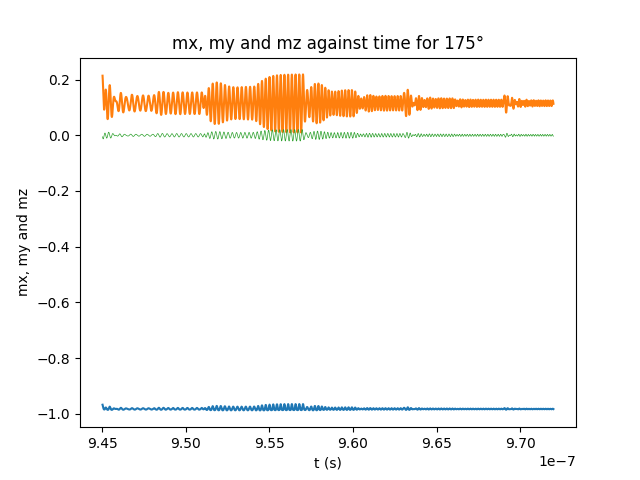 mx, my and mz against time for 175°
mx, my and mz
0.2
0.0
−0.2
−0.4
−0.6
−0.8
−1.0
9.45 9.50 9.55 9.60 9.65 9.70
1e−7
t (s)